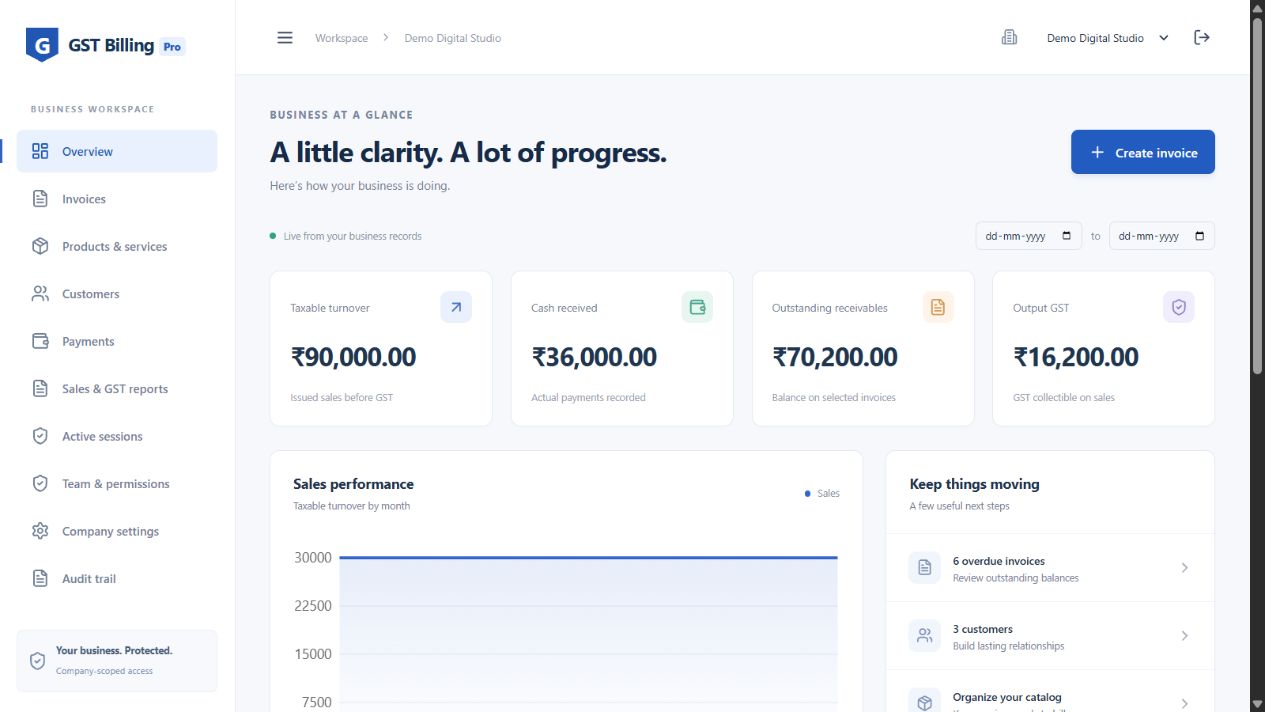 G GST Billing Pro
BUSINESS WORKSPACE
Overview
Invoices
Products & services
Customers
Payments
Sales & GST reports
Active sessions
Team & permissions
Company settings
Audit trail
Your business. Protected.
Company-scoped access
Workspace > Demo Digital Studio
Demo Digital Studio
BUSINESS AT A GLANCE
A little clarity. A lot of progress.
Here's how your business is doing.
+ Create invoice
Live from your business records
dd-mm-yyyy to dd-mm-yyyy
Taxable turnover
₹90,000.00
Issued sales before GST
Cash received
₹36,000.00
Actual payments recorded
Outstanding receivables
₹70,200.00
Balance on selected invoices
Output GST
₹16,200.00
GST collectible on sales
Sales performance
Taxable turnover by month
Sales
30000
22500
15000
7500
Keep things moving
A few useful next steps
6 overdue invoices
Review outstanding balances
3 customers
Build lasting relationships
Organize your catalog